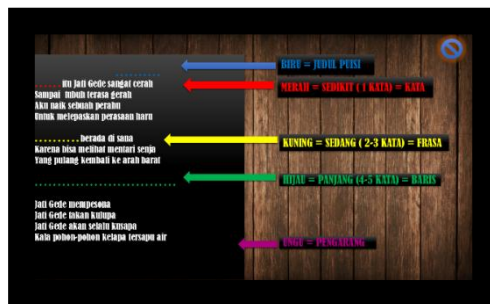 ............
BIRU = JUDUL PUISI
.......itu Jati Gede sangat cerah
MERAH = SEDIKIT ( 1 KATA) = KATA
Sampai tubuh terasa gerah
Aku naik sebuah perahu
Untuk melepaskan perasaan haru
...........berada di sana
KUNING = SEDANG ( 2-3 KATA) = FRASA
Karena bisa melihat mentari senja
Yang pulang kembali ke arah barat
HIJAU = PANJANG (4-5 KATA) = BARIS
....................................
Jati Gede mempesona
Jati Gede takan kulupa
Jati Gede akan selalu kusapa
Kala pohon-pohon kelapa tersapu air
UNGU = PENGARANG